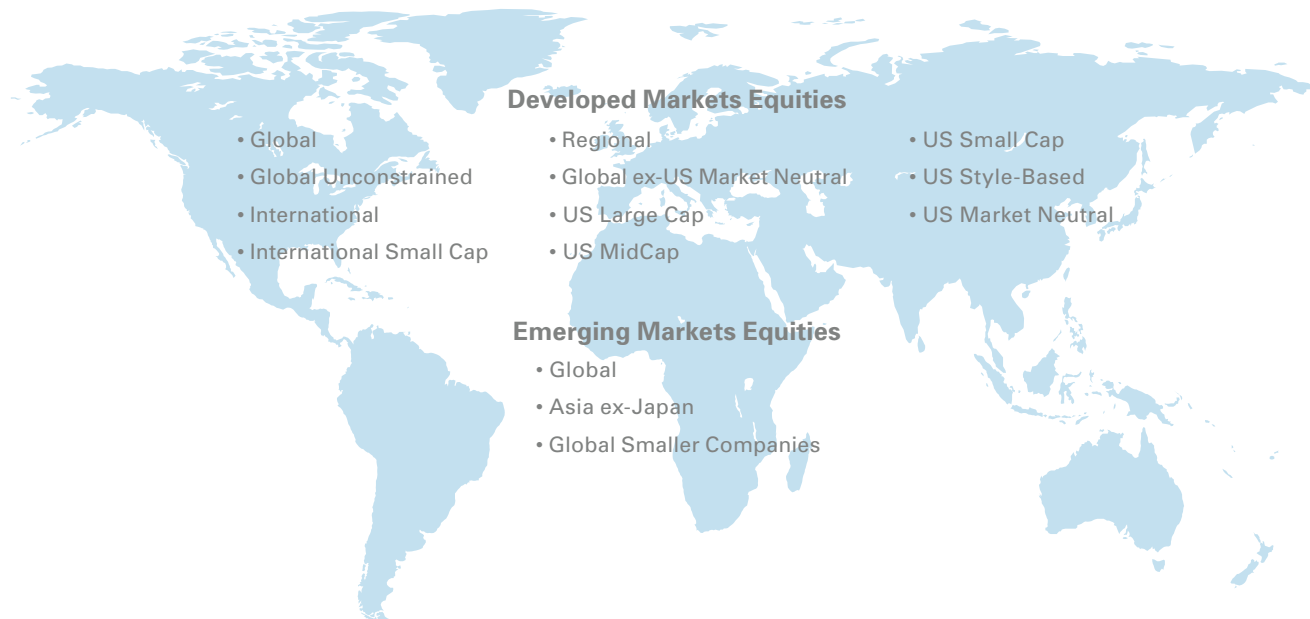 Developed Markets Equities
• Global
• Global Unconstrained
• International
• International Small Cap
• Regional
• Global ex-US Market Neutral
• US Large Cap
• US MidCap
• US Small Cap
• US Style-Based
• US Market Neutral
Emerging Markets Equities
• Global
• Asia ex-Japan
• Global Smaller Companies